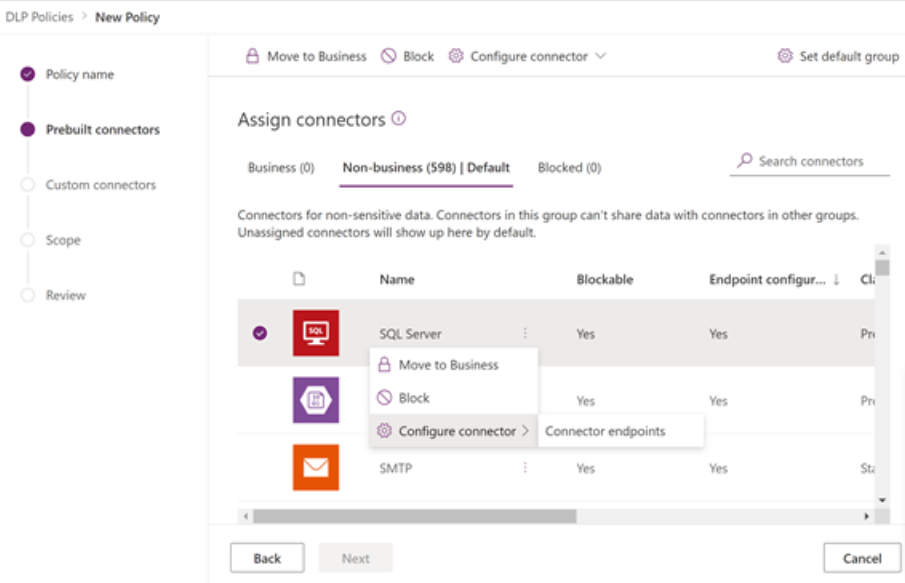 DLP Policies > New Policy
Policy name
Prebuilt connectors
Custom connectors
Scope
Review
Move to Business Block Configure connector Set default group
Assign connectors
Business (0) Non-business (598) | Default Blocked (0) Search connectors
Connectors for non-sensitive data. Connectors in this group can't share data with connectors in other groups.
Unassigned connectors will show up here by default.
Name Blockable Endpoint configur... ↓ Cla
SQL SQL Server Yes Yes Pre
Move to Business
Block Yes Yes Pre
Configure connector > Connector endpoints
SMTP Yes Yes Sta
Back Next Cancel